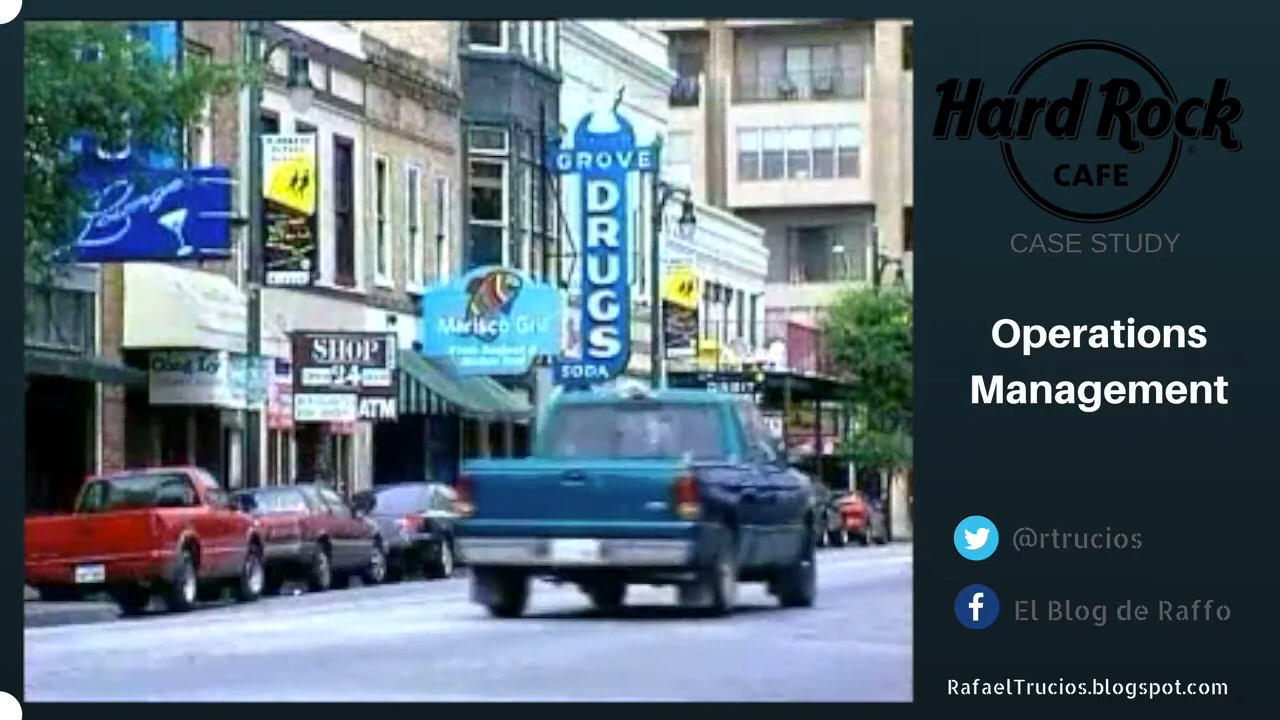 Lounge
GROVE
DRUGS
SODA
SHOP
24
ATM
Marisco Grill
Hard Rock
®
CAFE
CASE STUDY
Operations
Management
@rtrucios
f
El Blog de Raffo
RafaelTrucios.blogspot.com